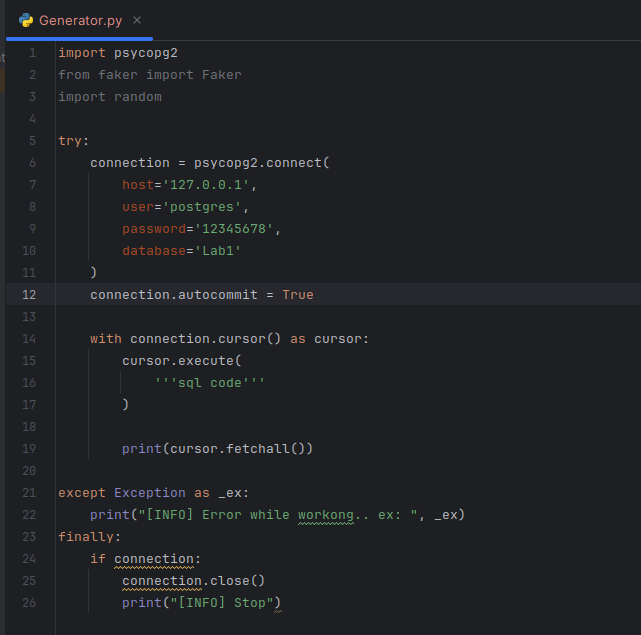 Generator.py ×
1 import psycopg2
2 from faker import Faker
3 import random
4
5 try:
6     connection = psycopg2.connect(
7         host='127.0.0.1',
8         user='postgres',
9         password='12345678',
10         database='Lab1'
11     )
12     connection.autocommit = True
13
14     with connection.cursor() as cursor:
15         cursor.execute(
16             '''sql code'''
17         )
18
19         print(cursor.fetchall())
20
21 except Exception as _ex:
22     print("[INFO] Error while workong.. ex: ", _ex)
23 finally:
24     if connection:
25         connection.close()
26         print("[INFO] Stop")